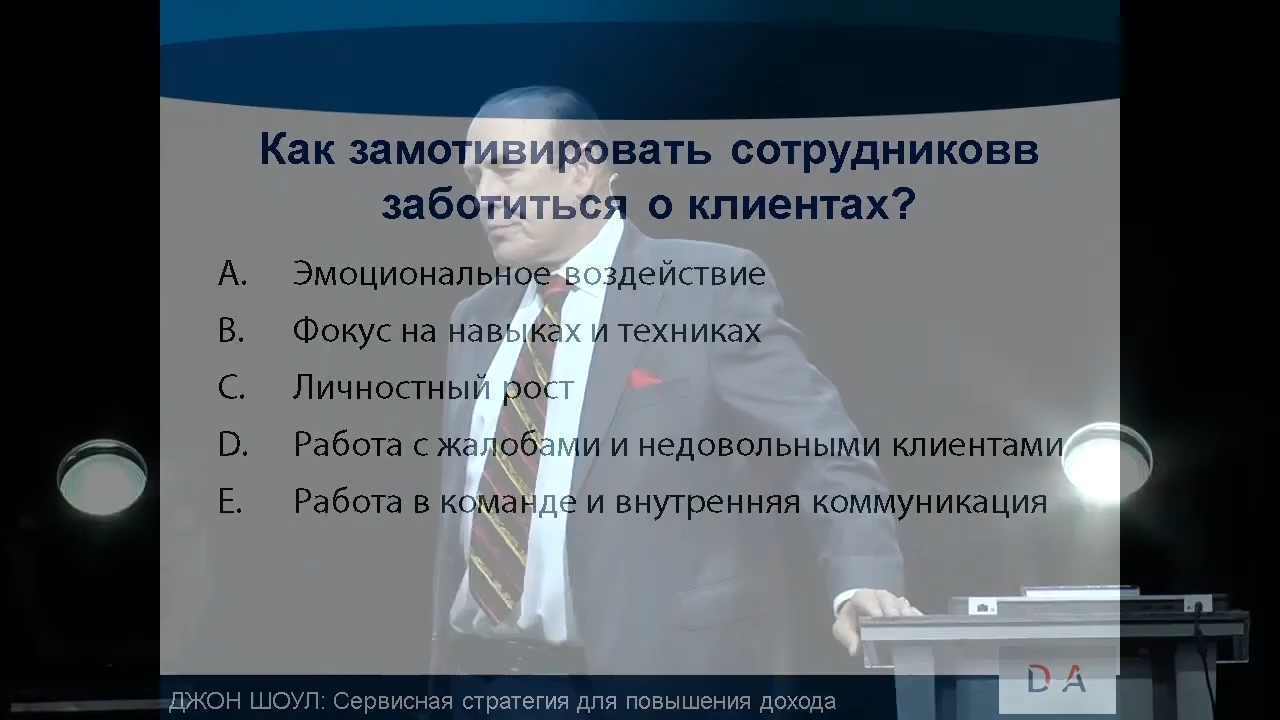 Как замотивировать сотрудниковв
заботиться о клиентах?
A. Эмоциональное воздействие
B. Фокус на навыках и техниках
C. Личностный рост
D. Работа с жалобами и недовольными клиентами
E. Работа в команде и внутренняя коммуникация
ДЖОН ШОУЛ: Сервисная стратегия для повышения дохода
DA